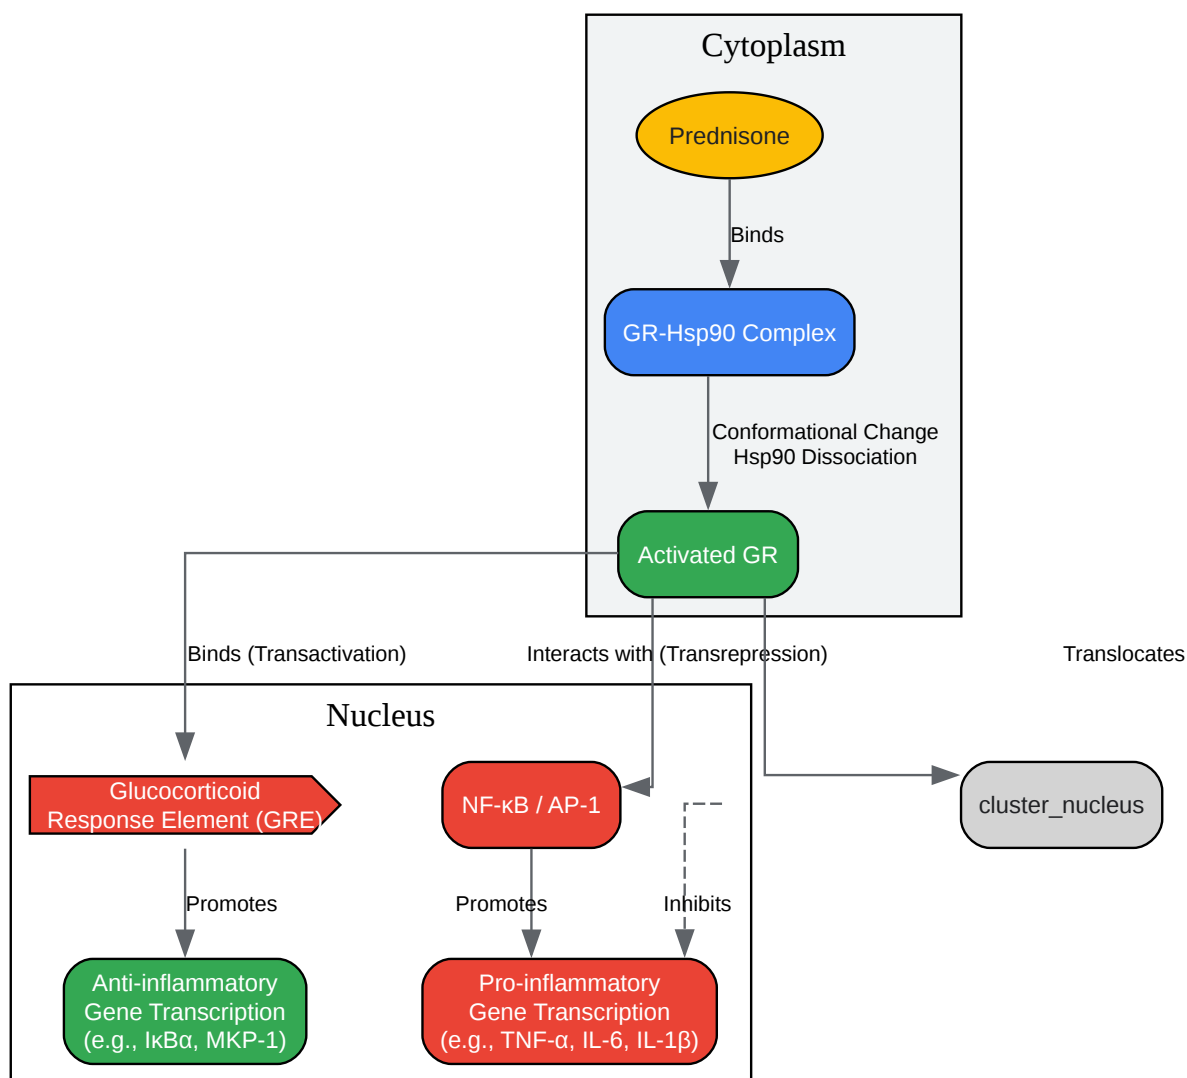 Cytoplasm
Prednisone
Binds
GR-Hsp90 Complex
Conformational Change
Hsp90 Dissociation
Activated GR
Binds (Transactivation)
Interacts with (Transrepression)
Translocates
Nucleus
Glucocorticoid
Response Element (GRE)
NF-κB / AP-1
cluster_nucleus
Promotes
Promotes
Inhibits
Anti-inflammatory
Gene Transcription
(e.g., IκBα, MKP-1)
Pro-inflammatory
Gene Transcription
(e.g., TNF-α, IL-6, IL-1β)